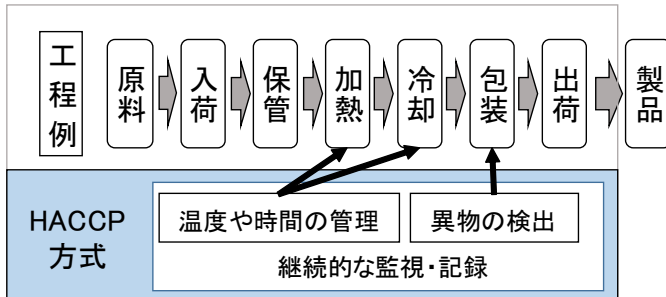 工程例
原料
入荷
保管
加熱
冷却
包装
出荷
製品
HACCP
方式
温度や時間の管理
異物の検出
継続的な監視・記録